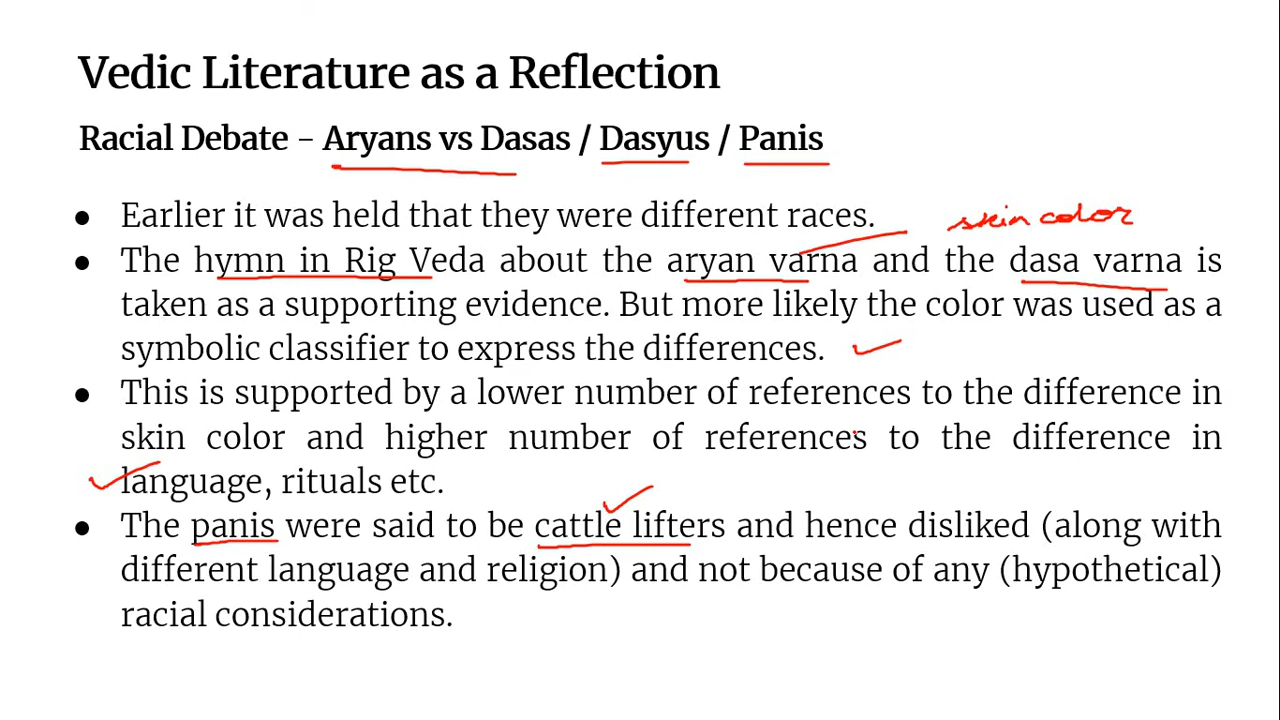 Vedic Literature as a Reflection
Racial Debate - Aryans vs Dasas / Dasyus / Panis
● Earlier it was held that they were different races. skin color
● The hymn in Rig Veda about the aryan varna and the dasa varna is
taken as a supporting evidence. But more likely the color was used as a
symbolic classifier to express the differences.
● This is supported by a lower number of references to the difference in
skin color and higher number of references to the difference in
language, rituals etc.
● The panis were said to be cattle lifters and hence disliked (along with
different language and religion) and not because of any (hypothetical)
racial considerations.